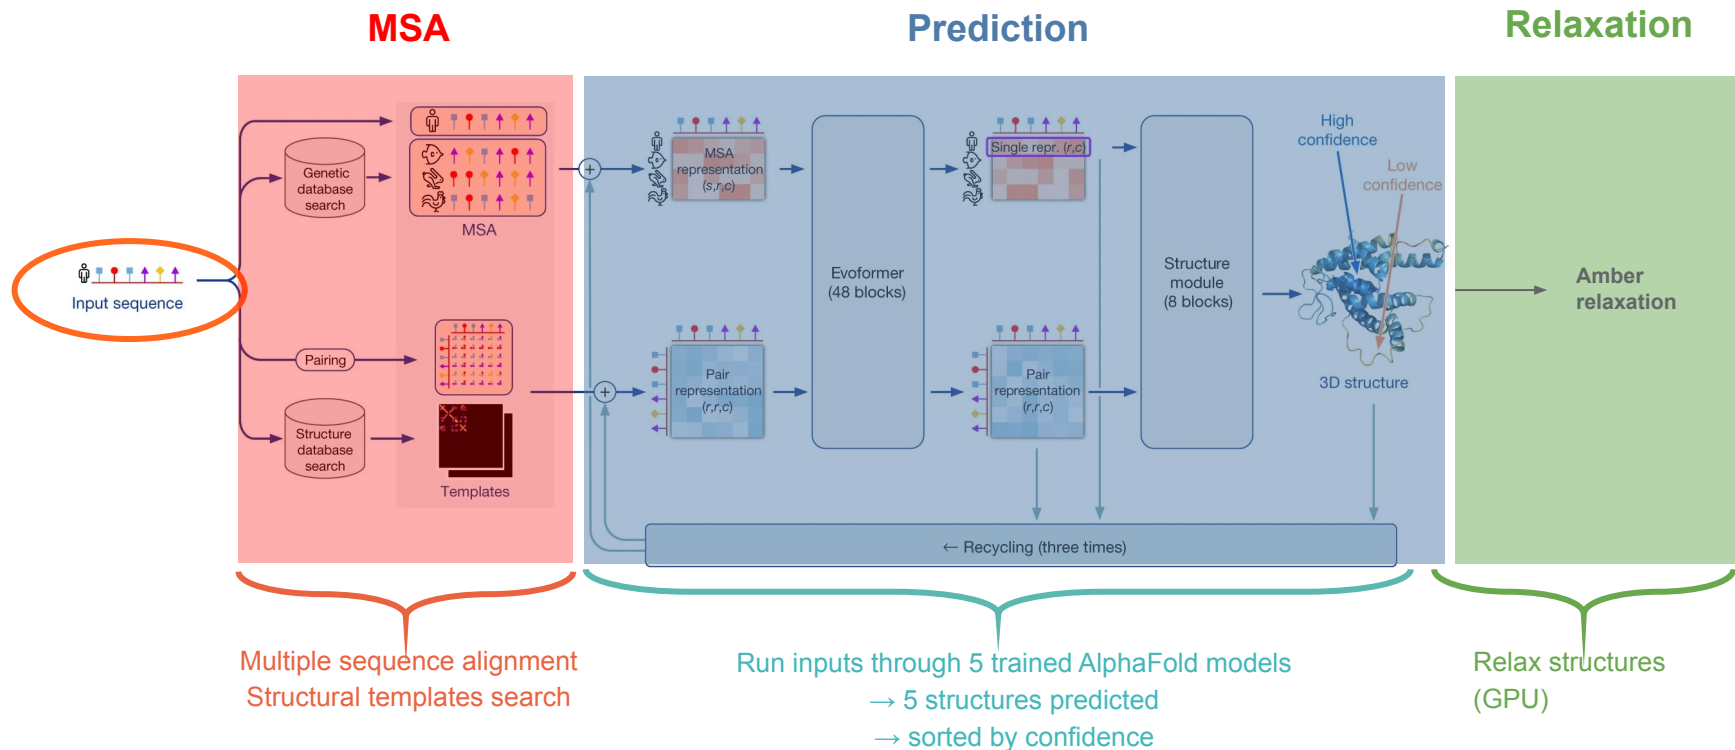 MSA
Prediction
Relaxation
Genetic
database
search
MSA
Input sequence
Pairing
Structure
database
search
Templates
+
MSA
representation
(s,r,c)
Single repr. (r,c)
High
confidence
Low
confidence
Evoformer
(48 blocks)
Structure
module
(8 blocks)
+
Pair
representation
(r,r,c)
Pair
representation
(r,r,c)
3D structure
← Recycling (three times)
Amber
relaxation
Multiple sequence alignment
Structural templates search
Run inputs through 5 trained AlphaFold models
→ 5 structures predicted
→ sorted by confidence
Relax structures
(GPU)